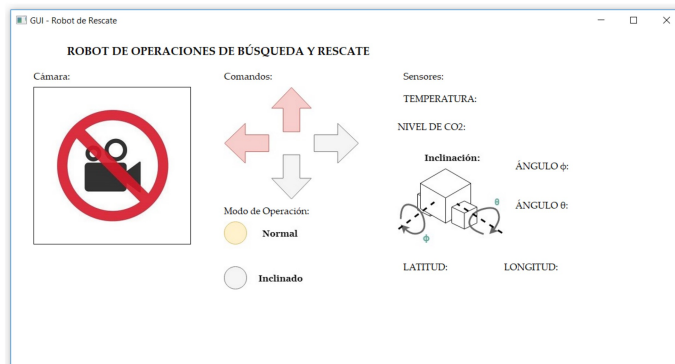 GUI - Robot de Rescate
ROBOT DE OPERACIONES DE BÚSQUEDA Y RESCATE
Cámara:
Comandos:
Sensores:
TEMPERATURA:
NIVEL DE CO2:
Inclinación:
ÁNGULO ϕ:
θ
ÁNGULO θ:
ϕ
Modo de Operación:
Normal
Inclinado
LATITUD:
LONGITUD: